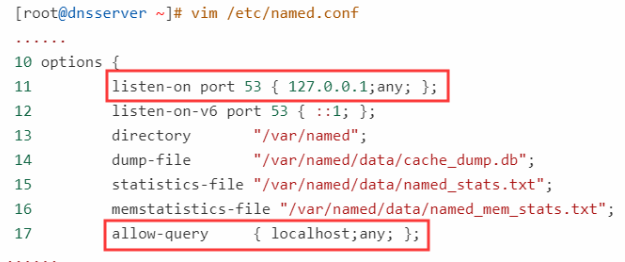 [root@dnsserver ~]# vim /etc/named.conf
......
10 options {
11         listen-on port 53 { 127.0.0.1;any; };
12         listen-on-v6 port 53 { ::1; };
13         directory       "/var/named";
14         dump-file       "/var/named/data/cache_dump.db";
15         statistics-file "/var/named/data/named_stats.txt";
16         memstatistics-file "/var/named/data/named_mem_stats.txt";
17         allow-query     { localhost;any; };
......